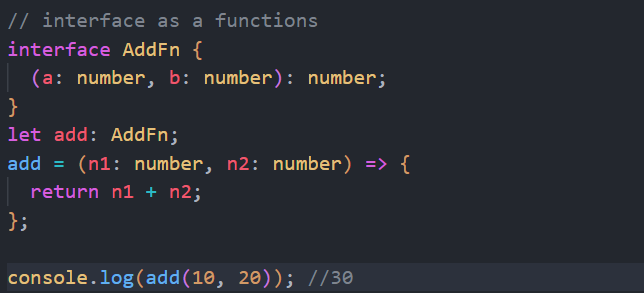 // interface as a functions
interface AddFn {
  (a: number, b: number): number;
}
let add: AddFn;
add = (n1: number, n2: number) => {
  return n1 + n2;
};
console.log(add(10, 20)); //30